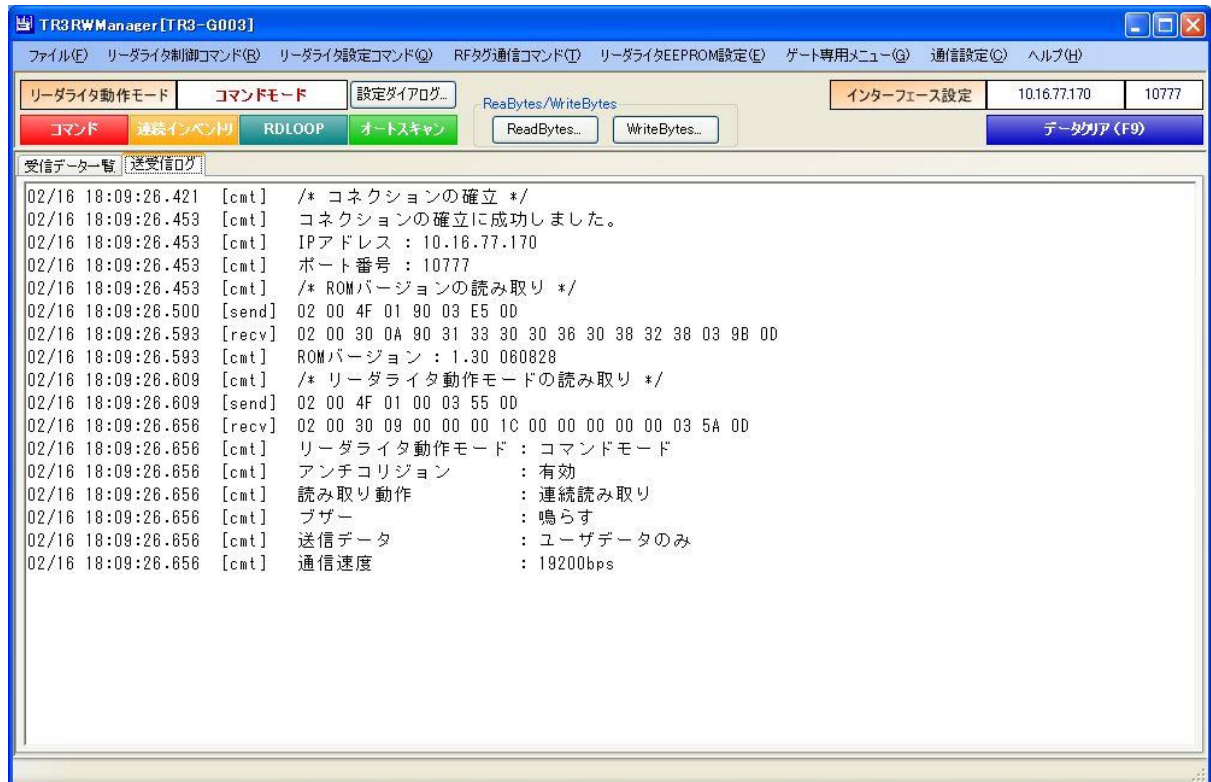 TR3RWManager[TR3-G003]
ファイル(F) リーダライタ制御コマンド(R) リーダライタ設定コマンド(Q) RFタグ通信コマンド(T) リーダライタEEPROM設定(E) ゲート専用メニュー(G) 通信設定(C) ヘルプ(H)
リーダライタ動作モード コマンドモード 設定ダイアログ... ReaBytes/WriteBytes インターフェース設定 10.16.77.170 10777
コマンド 連続インベントリ RDLOOP オートスキャン ReadBytes... WriteBytes... データクリア(F9)
受信データ一覧 送受信ログ
02/16 18:09:26.421 [cmt] /* コネクションの確立 */
02/16 18:09:26.453 [cmt] コネクションの確立に成功しました。
02/16 18:09:26.453 [cmt] IPアドレス : 10.16.77.170
02/16 18:09:26.453 [cmt] ポート番号 : 10777
02/16 18:09:26.453 [cmt] /* ROMバージョンの読み取り */
02/16 18:09:26.500 [send] 02 00 4F 01 90 03 E5 0D
02/16 18:09:26.593 [recv] 02 00 30 0A 90 31 33 30 30 36 30 38 32 38 03 9B 0D
02/16 18:09:26.593 [cmt] ROMバージョン : 1.30 060828
02/16 18:09:26.609 [cmt] /* リーダライタ動作モードの読み取り */
02/16 18:09:26.609 [send] 02 00 4F 01 00 03 55 0D
02/16 18:09:26.656 [recv] 02 00 30 09 00 00 00 1C 00 00 00 00 00 03 5A 0D
02/16 18:09:26.656 [cmt] リーダライタ動作モード : コマンドモード
02/16 18:09:26.656 [cmt] アンチコリジョン : 有効
02/16 18:09:26.656 [cmt] 読み取り動作 : 連続読み取り
02/16 18:09:26.656 [cmt] ブザー : 鳴らす
02/16 18:09:26.656 [cmt] 送信データ : ユーザデータのみ
02/16 18:09:26.656 [cmt] 通信速度 : 19200bps